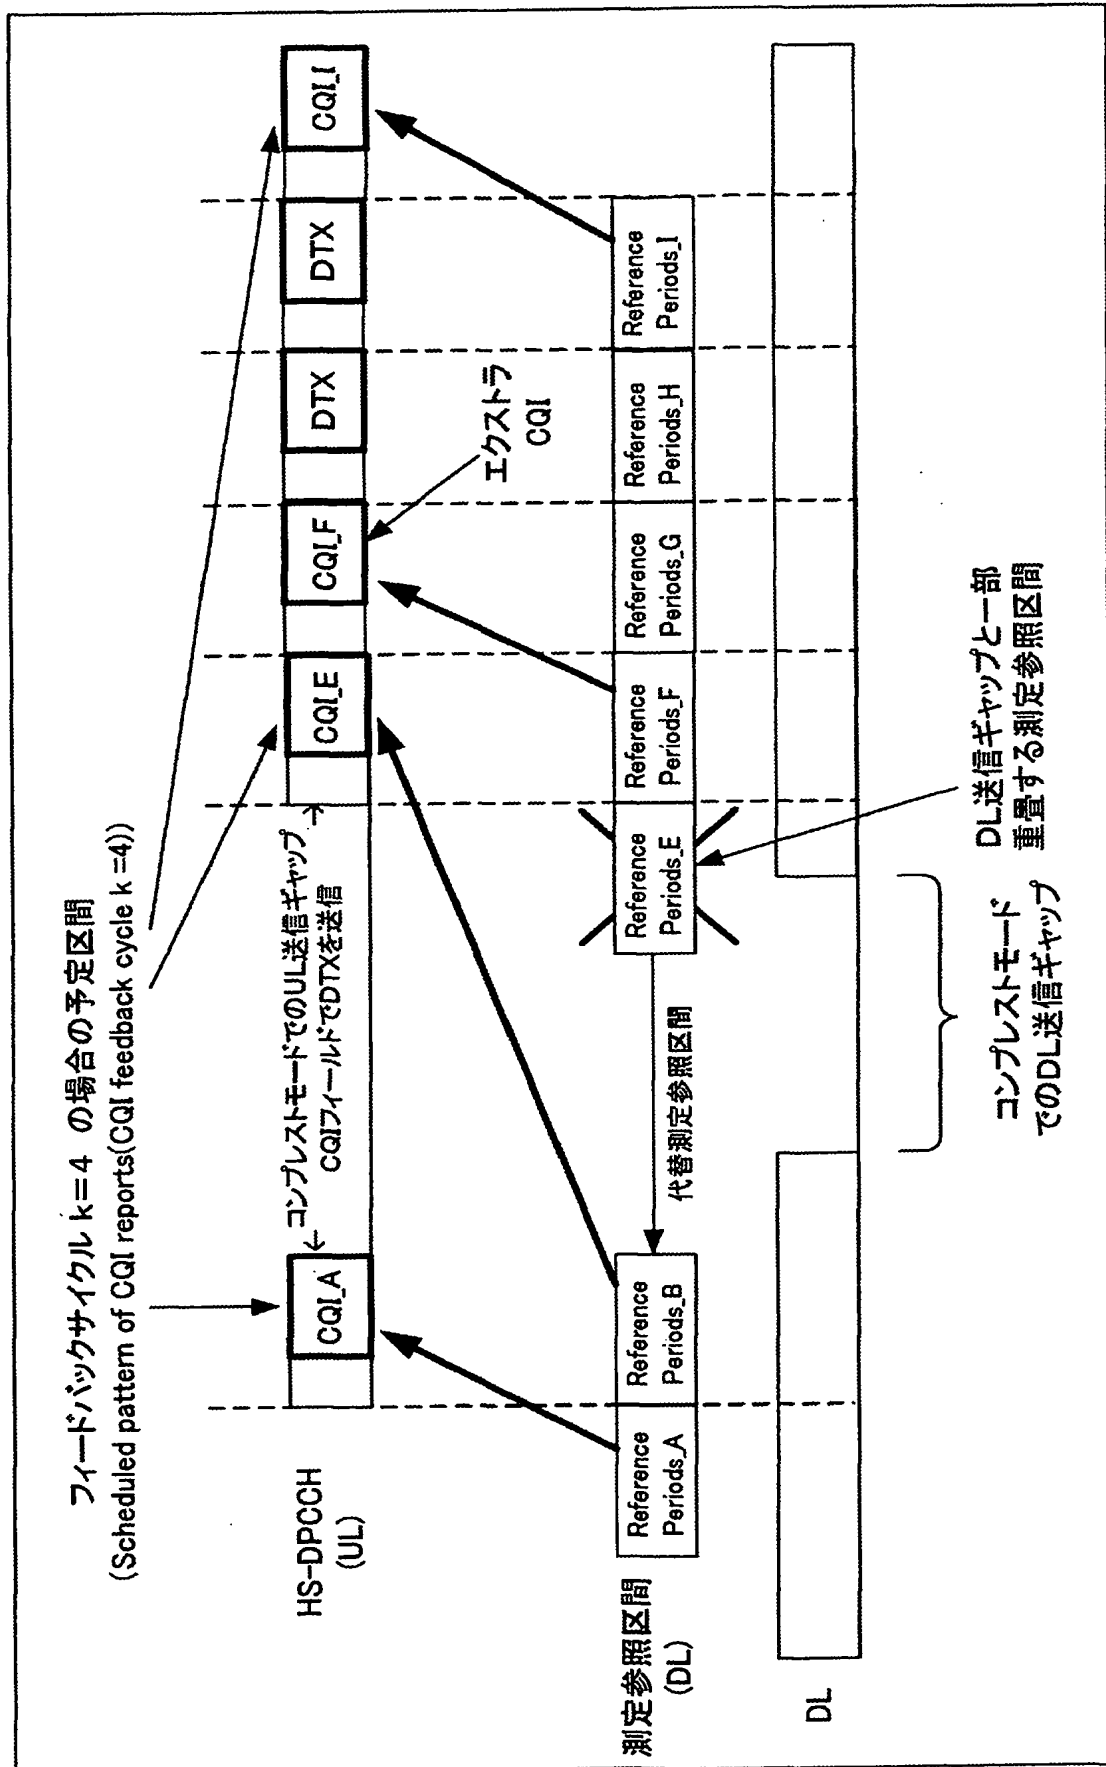 フィードバックサイクル k=4 の場合の予定区間
(Scheduled pattern of CQI reports(CQI feedback cycle k=4))
HS-DPCCH
(UL)
CQI_A
←コンプレストモードでのUL送信ギャップ→
CQIフィールドでDTXを送信
CQI_E
CQI_F
DTX
DTX
CQI_I
エクストラ
CQI
測定参照区間
(DL)
Reference
Periods_A
Reference
Periods_B
代替測定参照区間
Reference
Periods_E
Reference
Periods_F
Reference
Periods_G
Reference
Periods_H
Reference
Periods_I
DL
コンプレストモード
でのDL送信ギャップ
DL送信ギャップと一部
重畳する測定参照区間